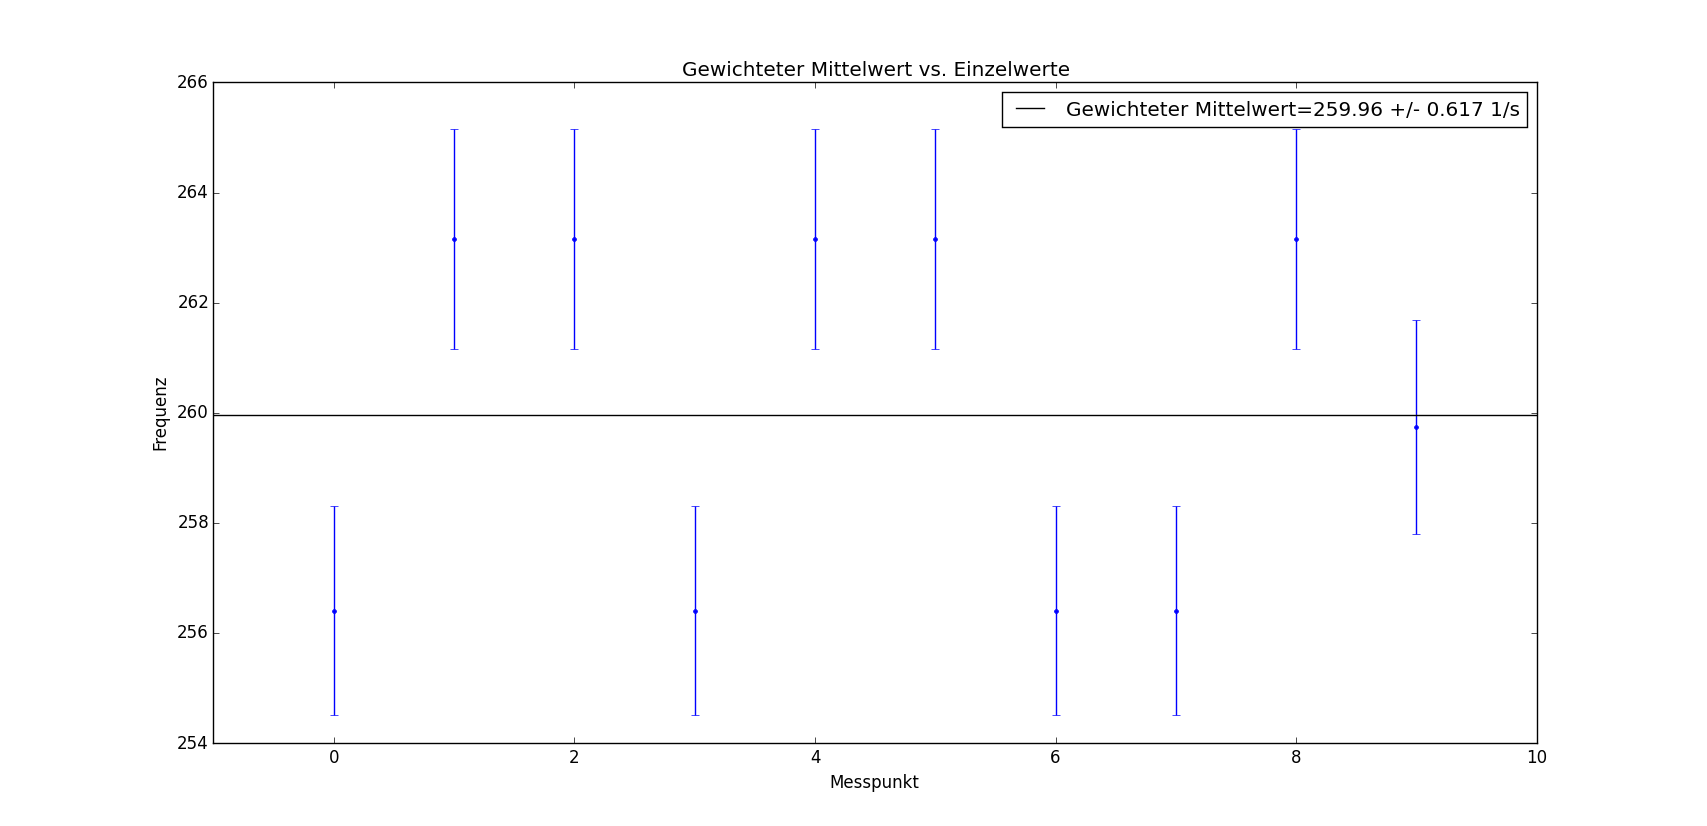 Gewichteter Mittelwert vs. Einzelwerte
Gewichteter Mittelwert=259.96 +/- 0.617 1/s
266
264
262
260
258
256
254
Frequenz
0 2 4 6 8 10
Messpunkt